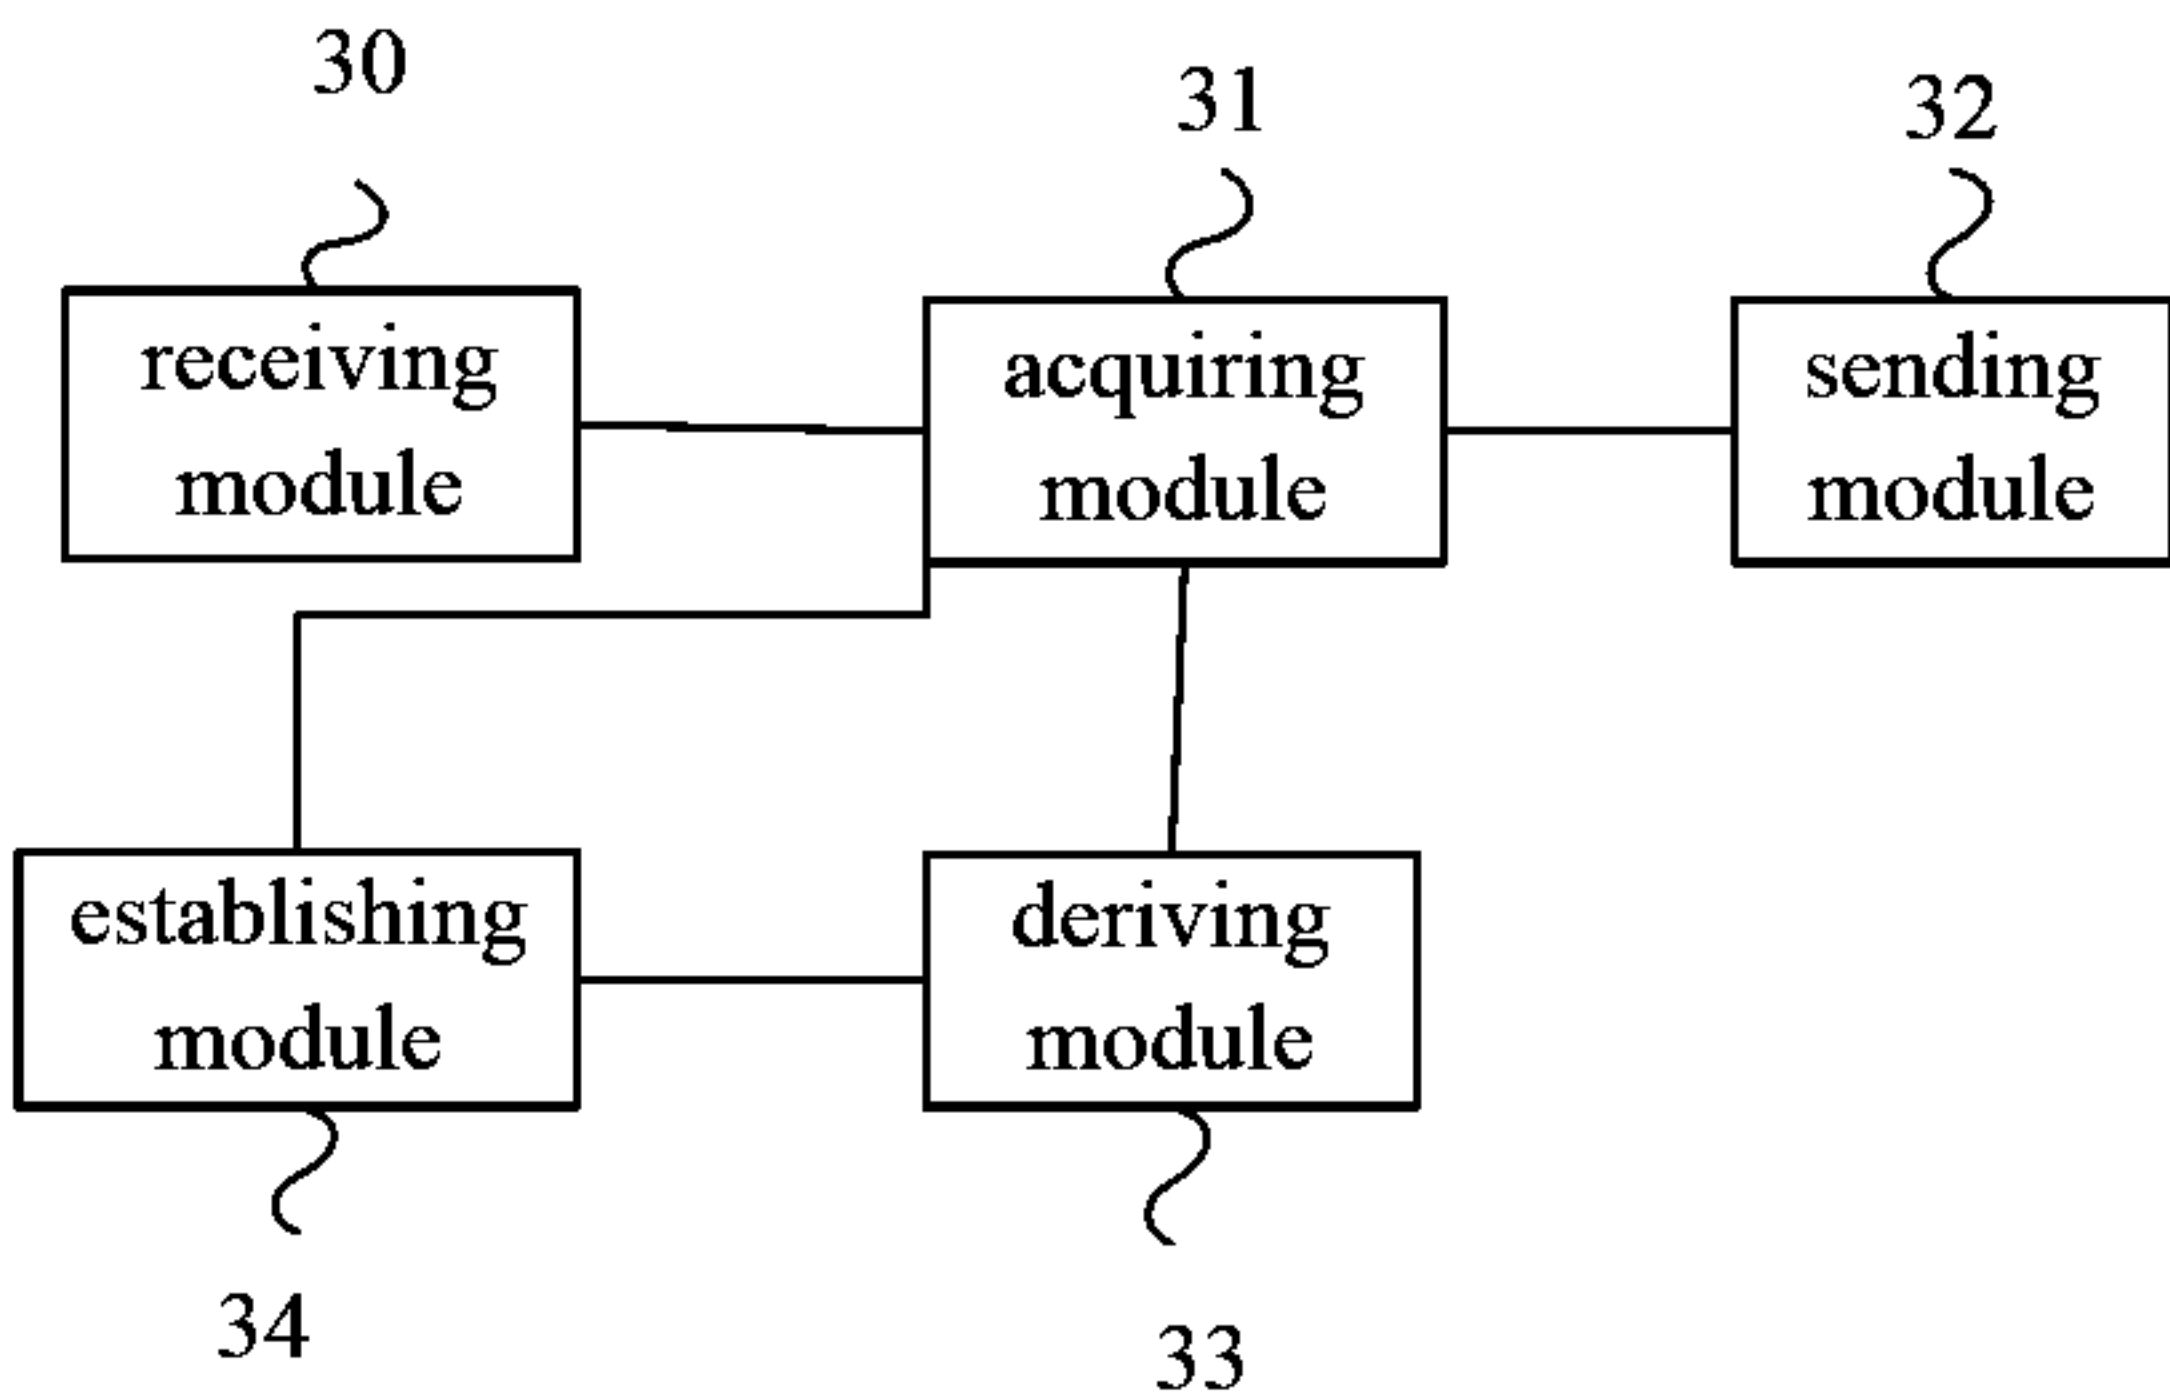 30
31
32
receiving
module
acquiring
module
sending
module
establishing
module
deriving
module
34
33